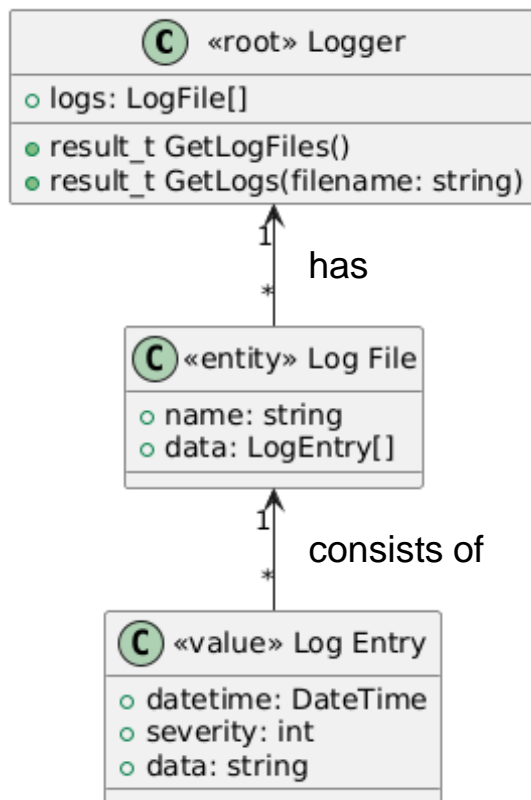 C «root» Logger
logs: LogFile[]
result_t GetLogFiles()
result_t GetLogs(filename: string)
1
has
*
C «entity» Log File
name: string
data: LogEntry[]
1
consists of
*
C «value» Log Entry
datetime: DateTime
severity: int
data: string